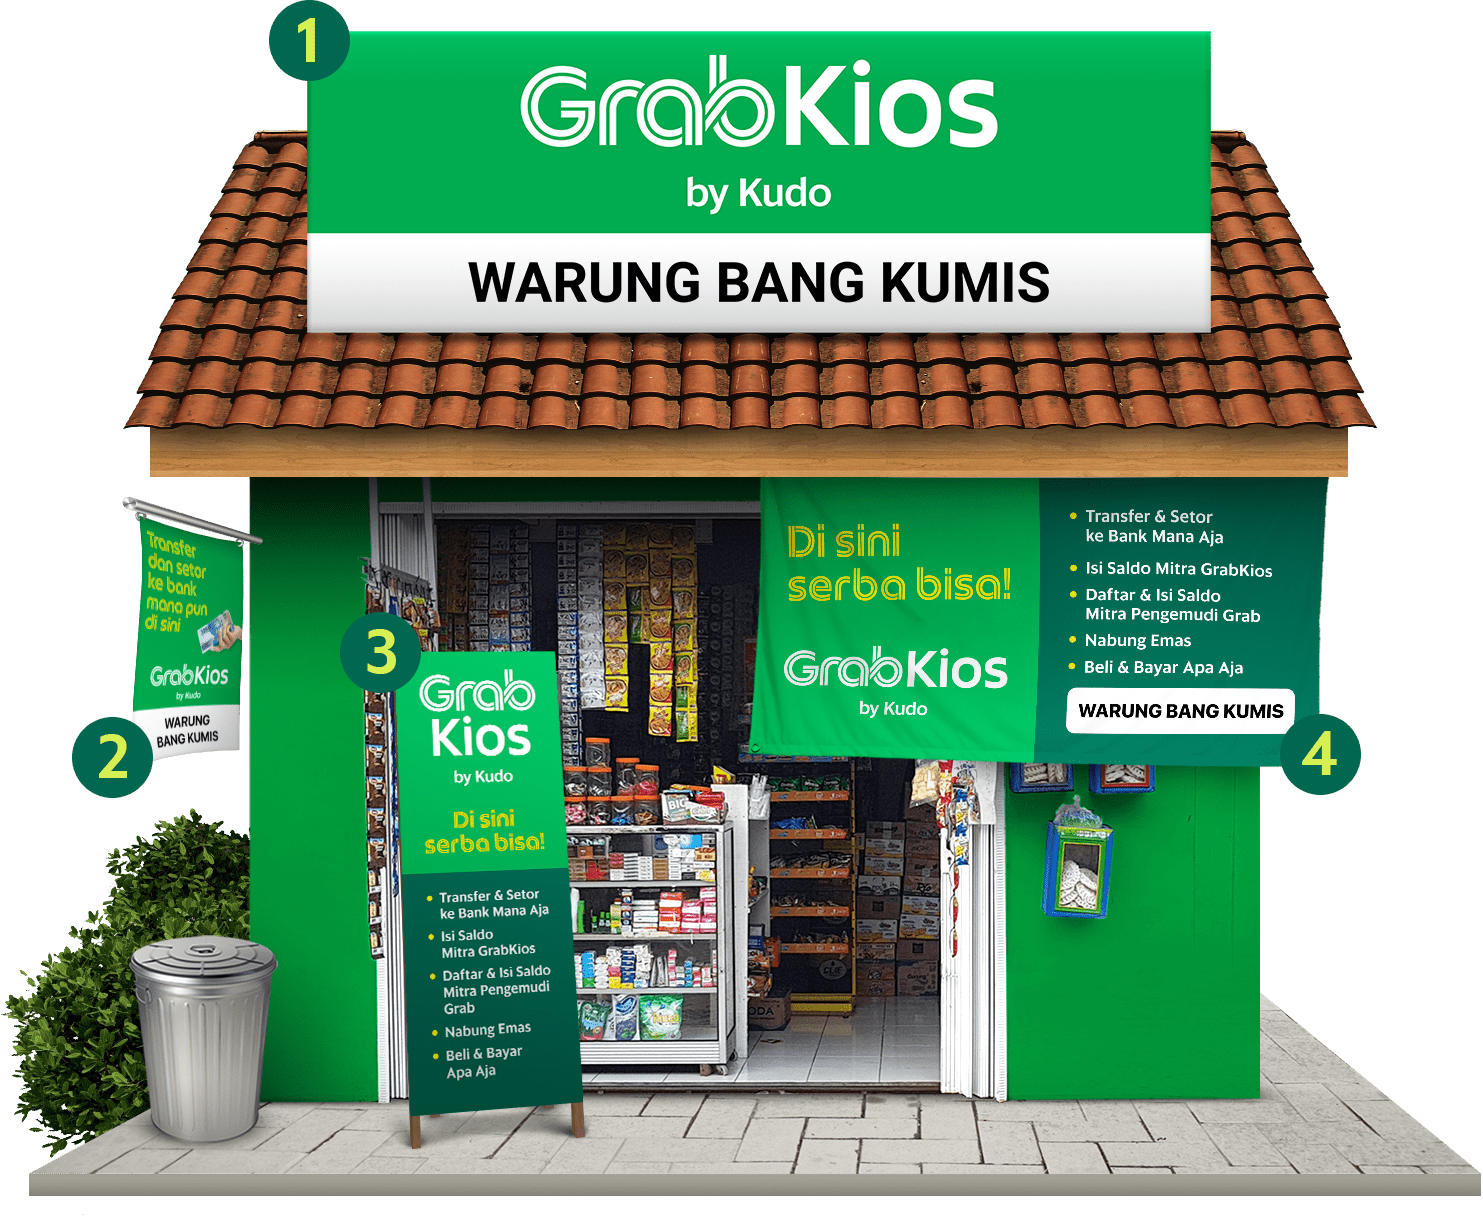 1
GrabKios
by Kudo
WARUNG BANG KUMIS
Transfer
dan setor
ke bank
mana pun
di sini
GrabKios
by Kudo
WARUNG
BANG KUMIS
2
3
Grab
Kios
by Kudo
Di sini
serba bisa!
Transfer & Setor
ke Bank Mana Aja
Isi Saldo
Mitra GrabKios
Daftar & Isi Saldo
Mitra Pengemudi
Grab
Nabung Emas
Beli & Bayar
Apa Aja
Di sini
serba bisa!
GrabKios
by Kudo
Transfer & Setor
ke Bank Mana Aja
Isi Saldo Mitra GrabKios
Daftar & Isi Saldo
Mitra Pengemudi Grab
Nabung Emas
Beli & Bayar Apa Aja
WARUNG BANG KUMIS
4
BIG